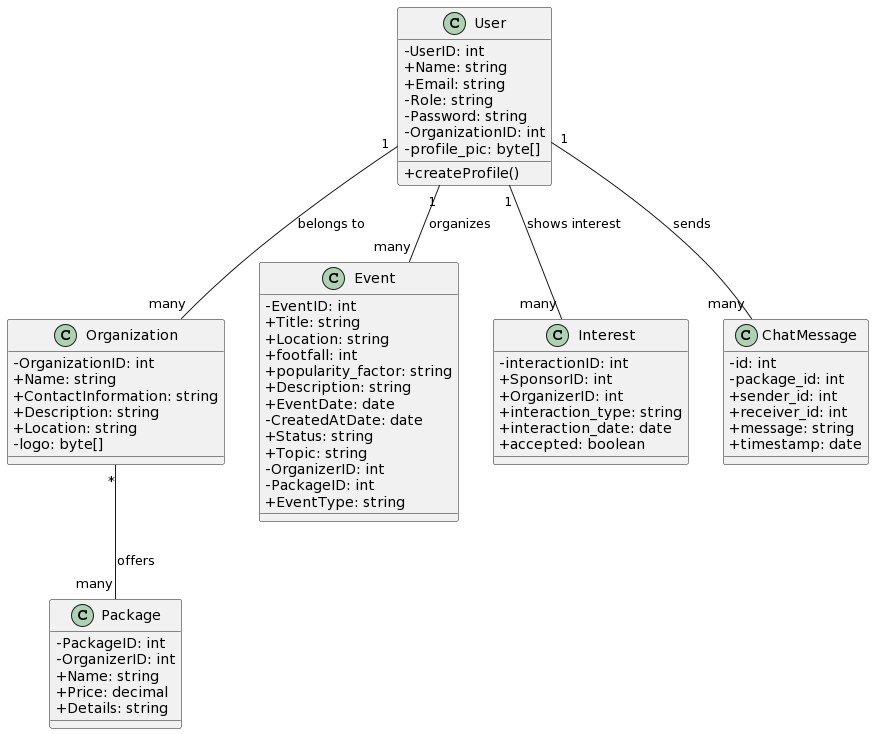 C User
-UserID: int
+Name: string
+Email: string
-Role: string
-Password: string
-OrganizationID: int
-profile_pic: byte[]
+createProfile()
1
1
1
1
belongs to
organizes
shows interest
sends
many
many
many
many
C Organization
-OrganizationID: int
+Name: string
+ContactInformation: string
+Description: string
+Location: string
-logo: byte[]
C Event
-EventID: int
+Title: string
+Location: string
+footfall: int
+popularity_factor: string
+Description: string
+EventDate: date
-CreatedAtDate: date
+Status: string
+Topic: string
-OrganizerID: int
-PackageID: int
+EventType: string
C Interest
-interactionID: int
+SponsorID: int
+OrganizerID: int
+interaction_type: string
+interaction_date: date
+accepted: boolean
C ChatMessage
-id: int
-package_id: int
+sender_id: int
+receiver_id: int
+message: string
+timestamp: date
*
offers
many
C Package
-PackageID: int
-OrganizerID: int
+Name: string
+Price: decimal
+Details: string